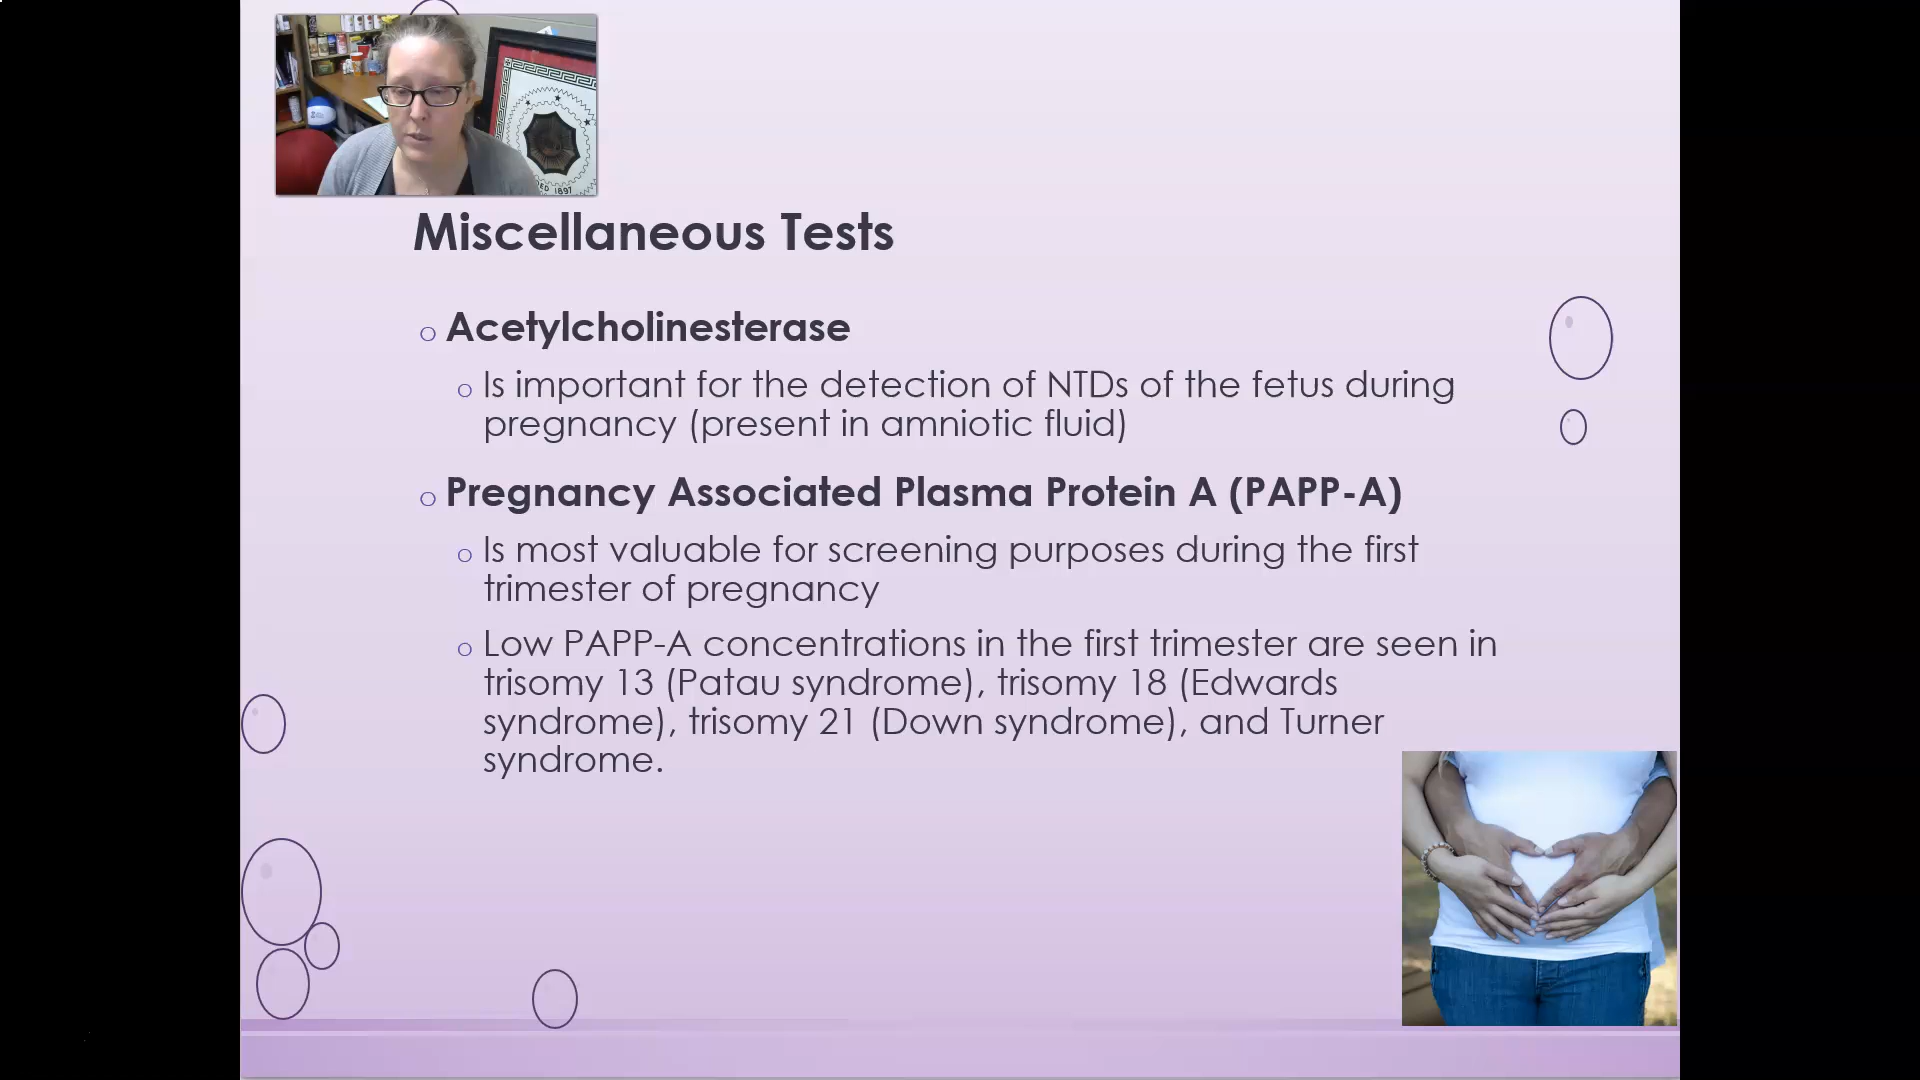 ED 1897
Miscellaneous Tests
o Acetylcholinesterase
o Is important for the detection of NTDs of the fetus during
pregnancy (present in amniotic fluid)
o Pregnancy Associated Plasma Protein A (PAPP-A)
o Is most valuable for screening purposes during the first
trimester of pregnancy
o Low PAPP-A concentrations in the first trimester are seen in
trisomy 13 (Patau syndrome), trisomy 18 (Edwards
syndrome), trisomy 21 (Down syndrome), and Turner
syndrome.